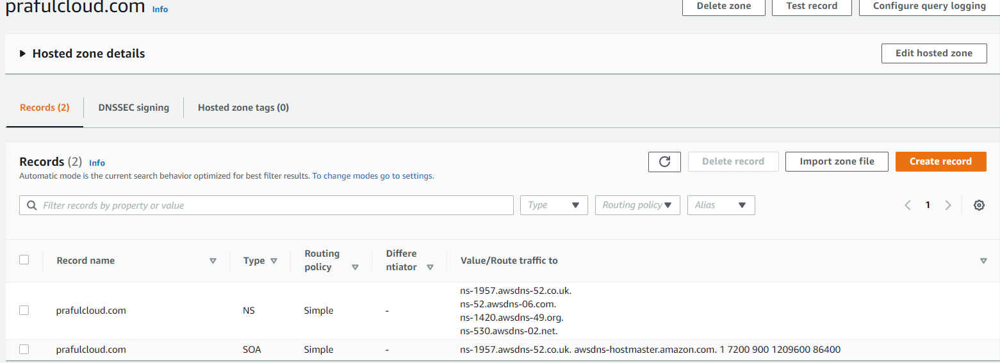 prafulcloud.com Info
Delete zone
Test record
Configure query logging
Hosted zone details
Edit hosted zone
Records (2)
DNSSEC signing
Hosted zone tags (0)
Records (2) Info
Automatic mode is the current search behavior optimized for best filter results. To change modes go to settings.
Delete record
Import zone file
Create record
Filter records by property or value
Type
Routing policy
Alias
1
Record name
Type
Routing
policy
Differe
ntiator
Value/Route traffic to
prafulcloud.com
NS
Simple
-
ns-1957.awsdns-52.co.uk.
ns-52.awsdns-06.com.
ns-1420.awsdns-49.org.
ns-530.awsdns-02.net.
prafulcloud.com
SOA
Simple
-
ns-1957.awsdns-52.co.uk. awsdns-hostmaster.amazon.com. 1 7200 900 1209600 86400